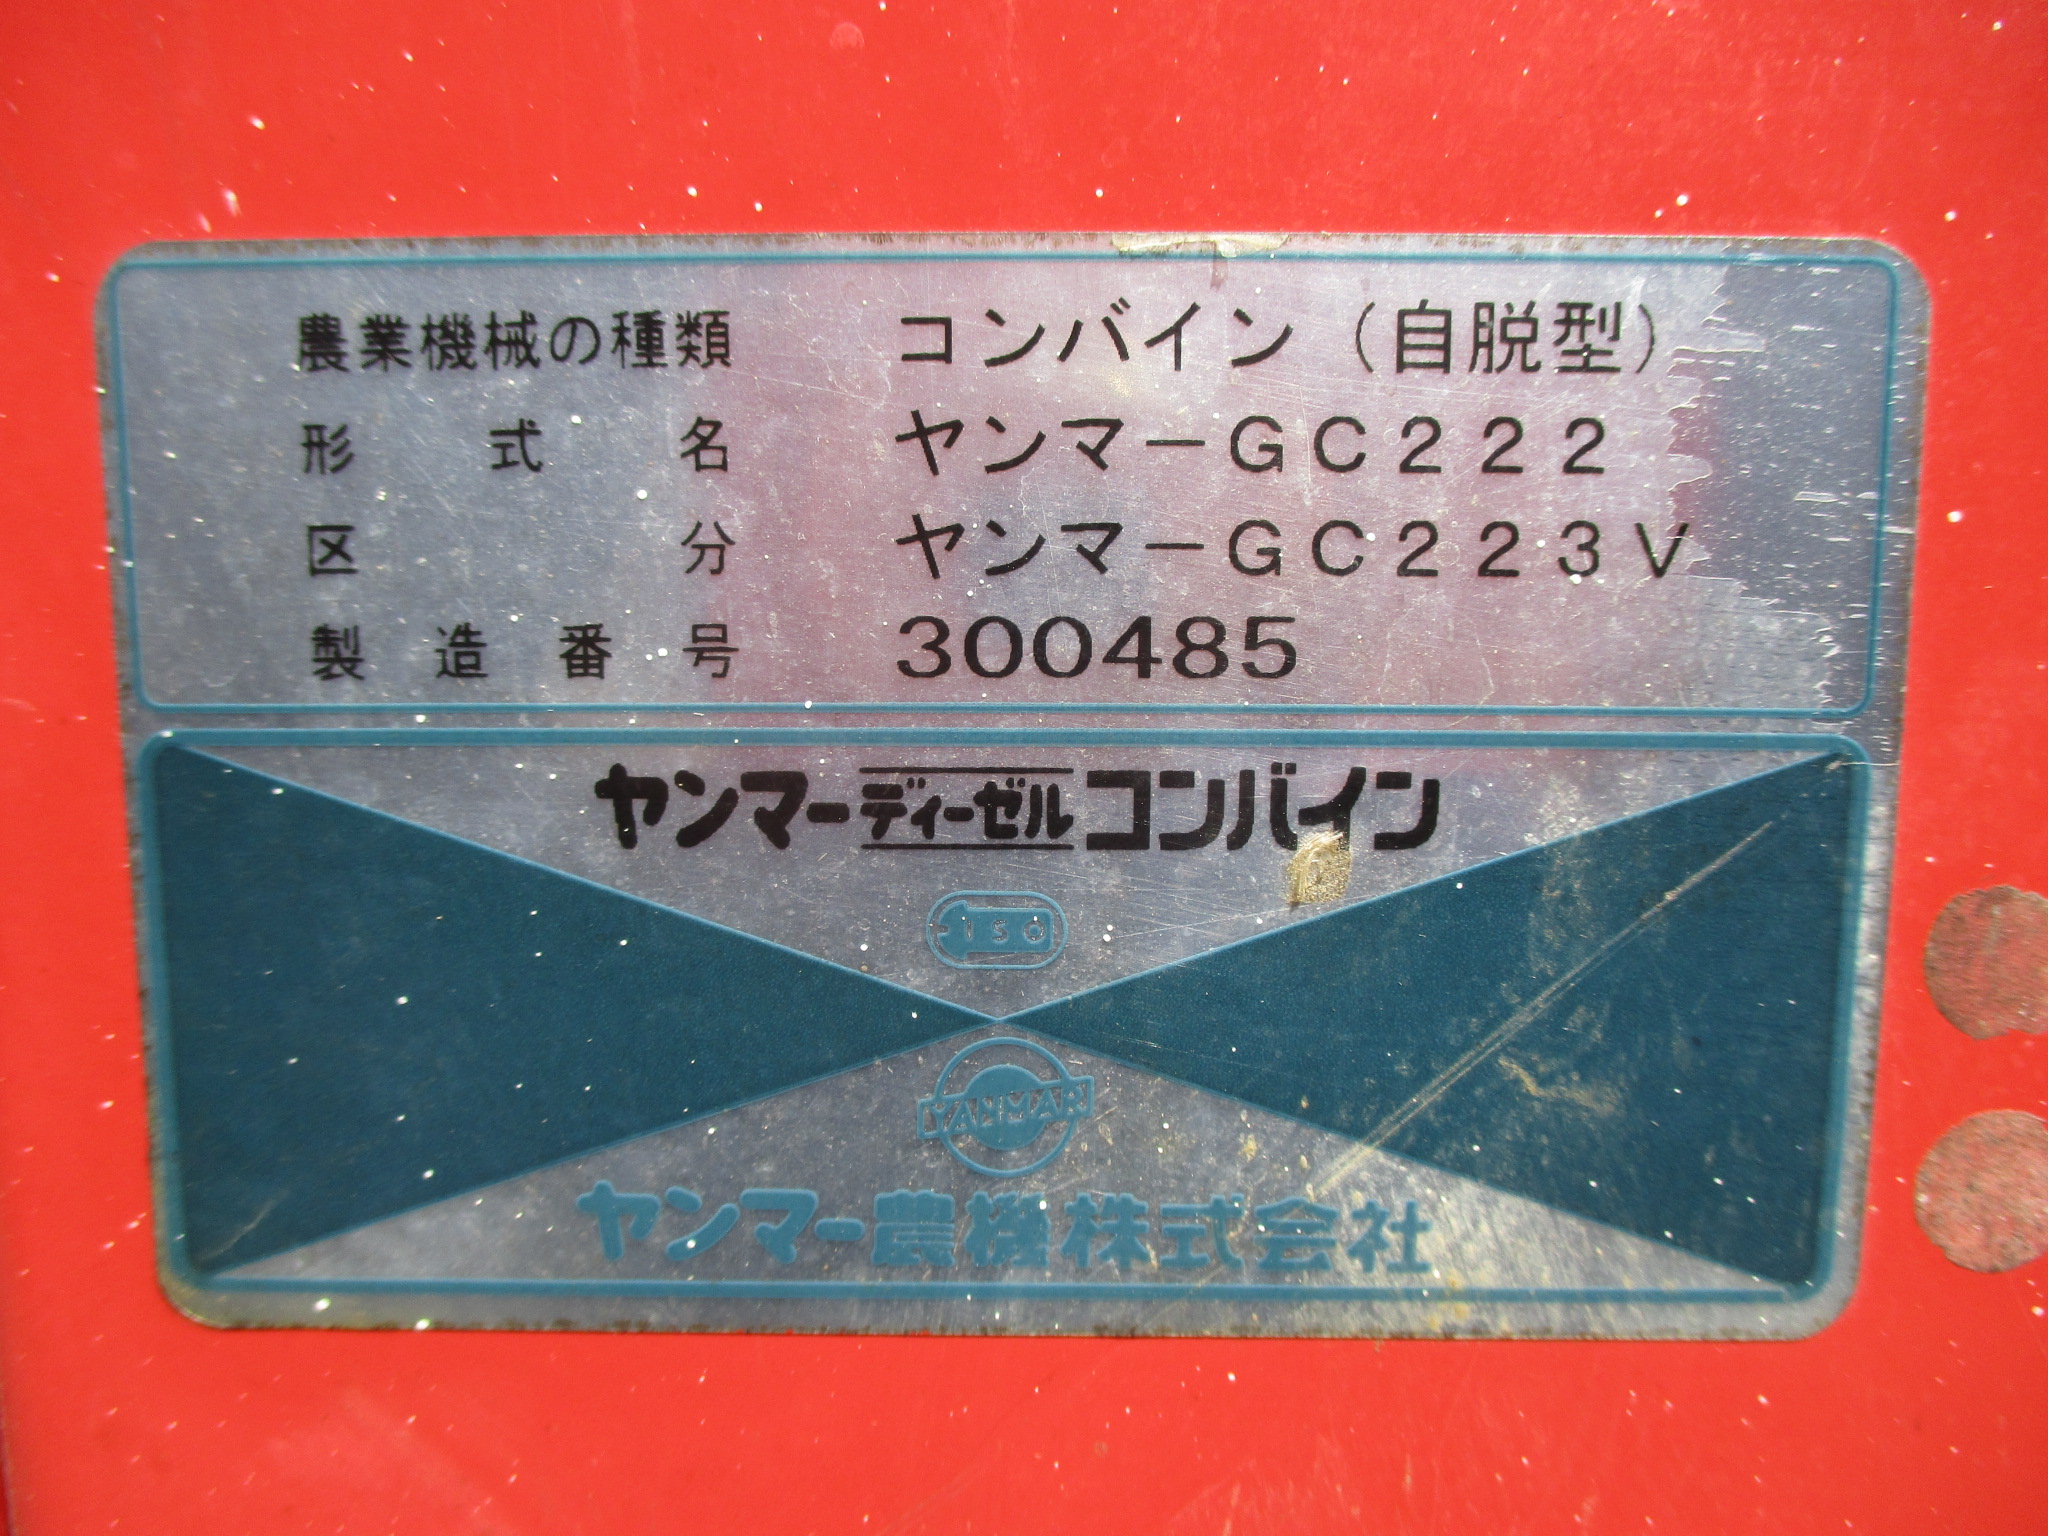 農業機械の種類 コンバイン（自脱型）
形式名 ヤンマーGC222
区分 ヤンマーGC223V
製造番号 300485
ヤンマーディーゼルコンバイン
ISO
YANMAR
ヤンマー農機株式会社